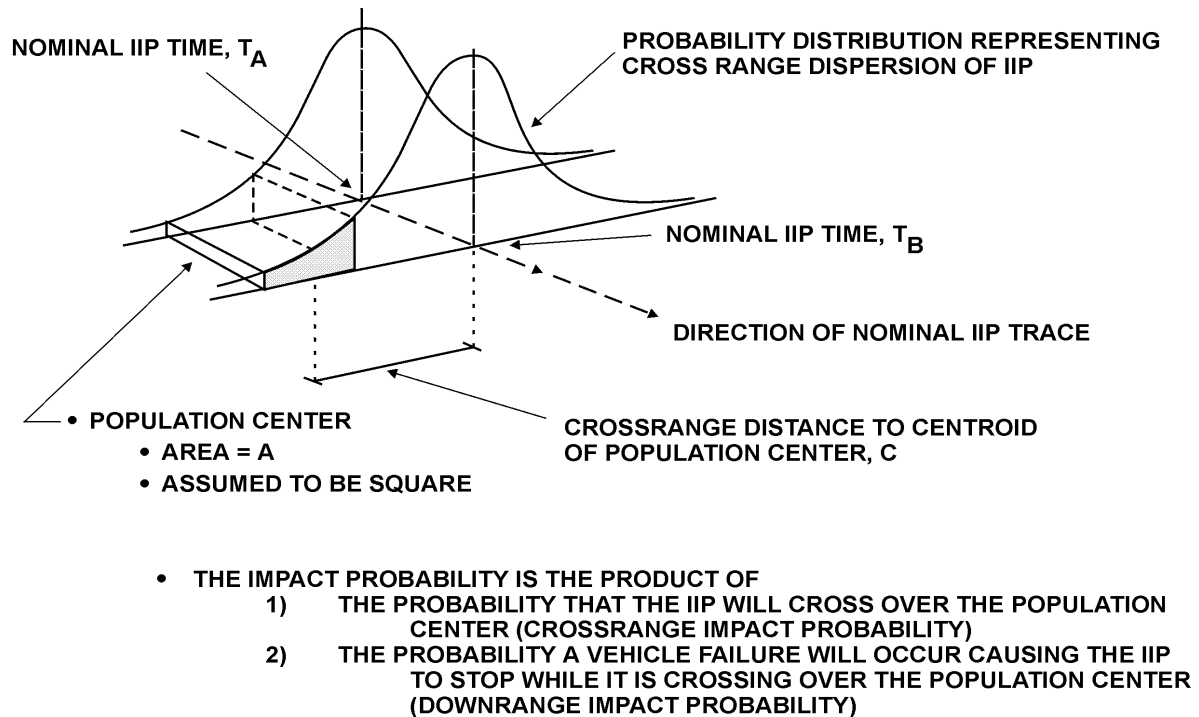 NOMINAL IIP TIME, TA
PROBABILITY DISTRIBUTION REPRESENTING
CROSS RANGE DISPERSION OF IIP
NOMINAL IIP TIME, TB
DIRECTION OF NOMINAL IIP TRACE
• POPULATION CENTER
• AREA = A
• ASSUMED TO BE SQUARE
CROSSRANGE DISTANCE TO CENTROID
OF POPULATION CENTER, C
• THE IMPACT PROBABILITY IS THE PRODUCT OF
1) THE PROBABILITY THAT THE IIP WILL CROSS OVER THE POPULATION
CENTER (CROSSRANGE IMPACT PROBABILITY)
2) THE PROBABILITY A VEHICLE FAILURE WILL OCCUR CAUSING THE IIP
TO STOP WHILE IT IS CROSSING OVER THE POPULATION CENTER
(DOWNRANGE IMPACT PROBABILITY)